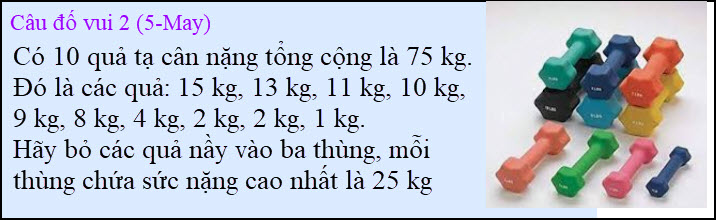 Câu đố vui 2 (5-May)
Có 10 quả tạ cân nặng tổng cộng là 75 kg.
Đó là các quả: 15 kg, 13 kg, 11 kg, 10 kg,
9 kg, 8 kg, 4 kg, 2 kg, 2 kg, 1 kg.
Hãy bỏ các quả nầy vào ba thùng, mỗi
thùng chứa sức nặng cao nhất là 25 kg